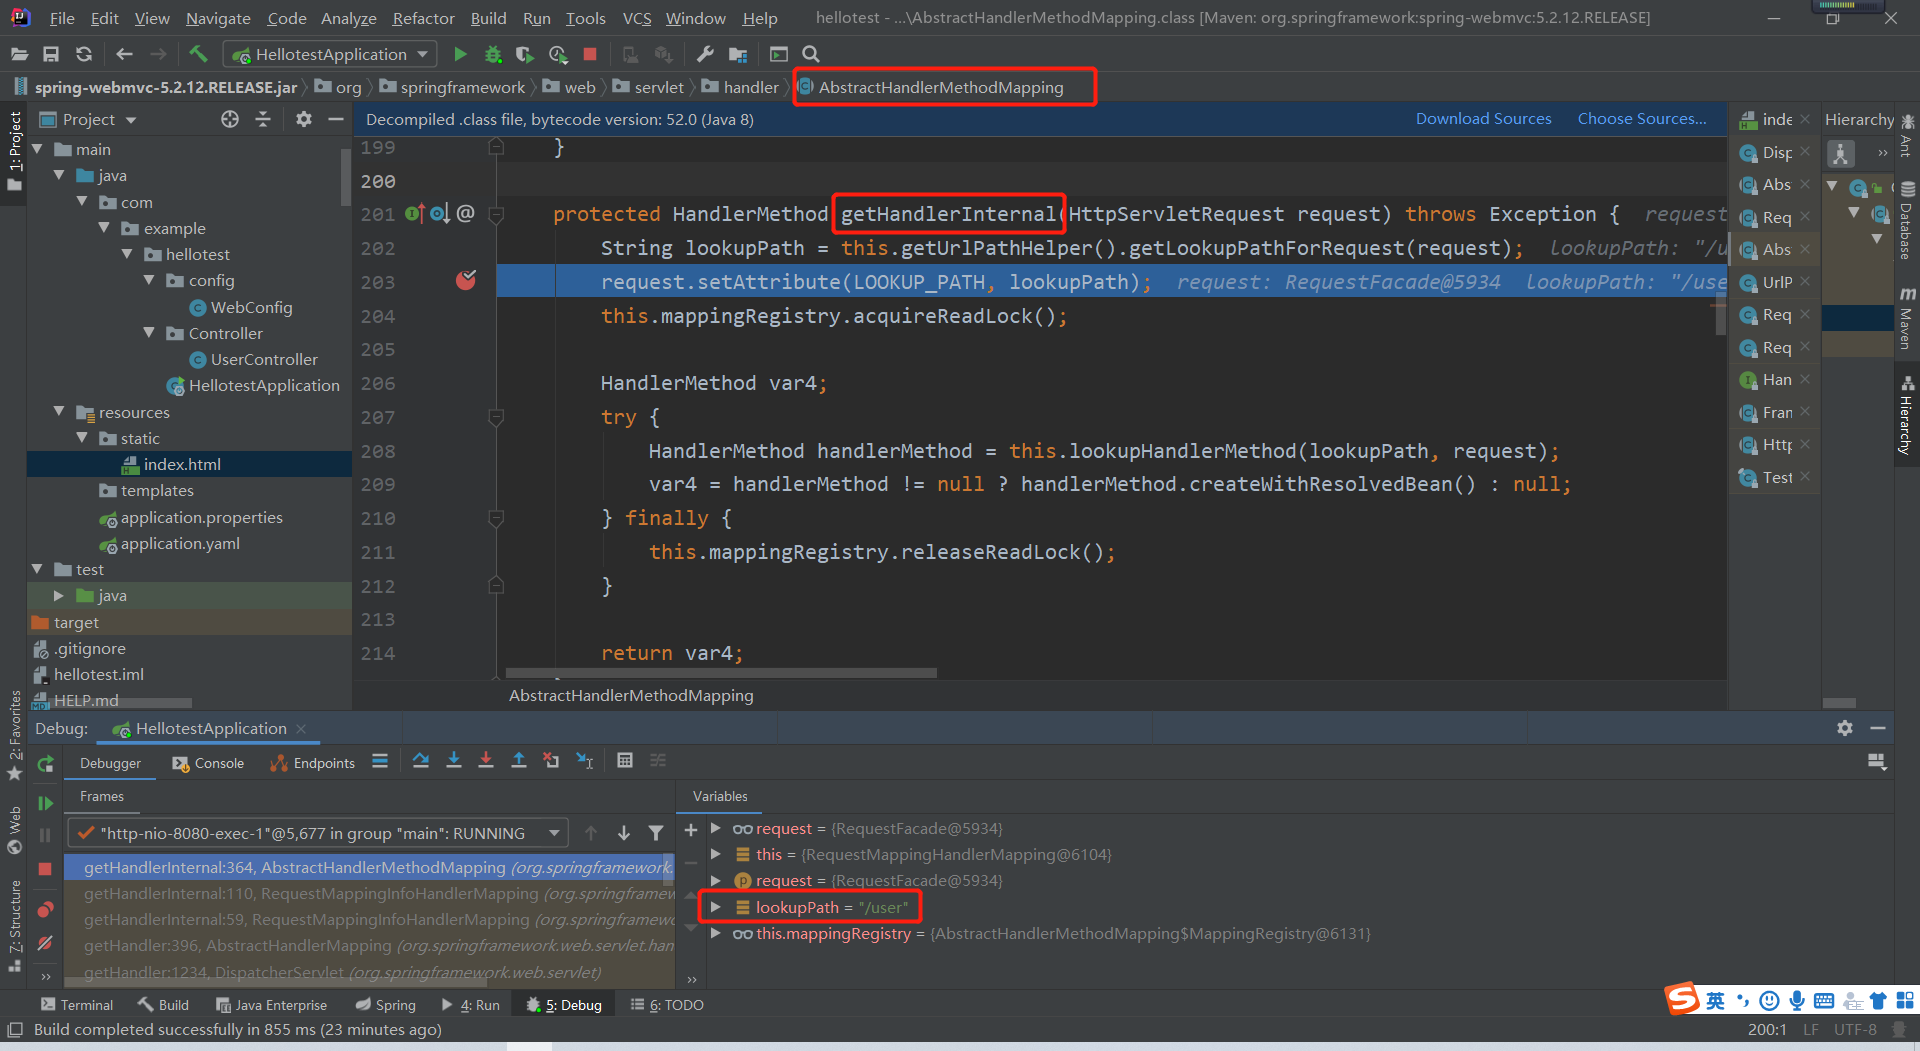 File Edit View Navigate Code Analyze Refactor Build Run Tools VCS Window Help hellotest - ...\AbstractHandlerMethodMapping.class [Maven: org.springframework:spring-webmvc:5.2.12.RELEASE]
HellotestApplication
spring-webmvc-5.2.12.RELEASE.jar org springframework web servlet handler AbstractHandlerMethodMapping
1: Project
Project
Decompiled .class file, bytecode version: 52.0 (Java 8) Download Sources Choose Sources...
main
java
com
example
hellotest
config
WebConfig
Controller
UserController
HellotestApplication
resources
static
index.html
templates
application.properties
application.yaml
test
java
target
.gitignore
hellotest.iml
HELP.md
199 }
200
201 protected HandlerMethod getHandlerInternal(HttpServletRequest request) throws Exception { request
202 String lookupPath = this.getUrlPathHelper().getLookupPathForRequest(request); lookupPath: "/u
203 request.setAttribute(LOOKUP_PATH, lookupPath); request: RequestFacade@5934 lookupPath: "/use
204 this.mappingRegistry.acquireReadLock();
205
206 HandlerMethod var4;
207 try {
208 HandlerMethod handlerMethod = this.lookupHandlerMethod(lookupPath, request);
209 var4 = handlerMethod != null ? handlerMethod.createWithResolvedBean() : null;
210 } finally {
211 this.mappingRegistry.releaseReadLock();
212 }
213
214 return var4;
AbstractHandlerMethodMapping
inde
Disp
Abs
Req
Abs
UrlP
Req
Req
Han
Fran
Http
Test
Hierarchy
Ant
Database
Maven
Hierarchy
2: Favorites
Web
7: Structure
Debug: HellotestApplication
Debugger Console Endpoints
Frames
"http-nio-8080-exec-1"@5,677 in group "main": RUNNING
getHandlerInternal:364, AbstractHandlerMethodMapping (org.springframework.
getHandlerInternal:110, RequestMappingInfoHandlerMapping (org.springframew
getHandlerInternal:59, RequestMappingInfoHandlerMapping (org.springframewo
getHandler:396, AbstractHandlerMapping (org.springframework.web.servlet.han
getHandler:1234, DispatcherServlet (org.springframework.web.servlet)
Variables
request = {RequestFacade@5934}
this = {RequestMappingHandlerMapping@6104}
request = {RequestFacade@5934}
lookupPath = "/user"
this.mappingRegistry = {AbstractHandlerMethodMapping$MappingRegistry@6131}
Terminal Build Java Enterprise Spring 4: Run 5: Debug 6: TODO
英
Build completed successfully in 855 ms (23 minutes ago) 200:1 LF UTF-8